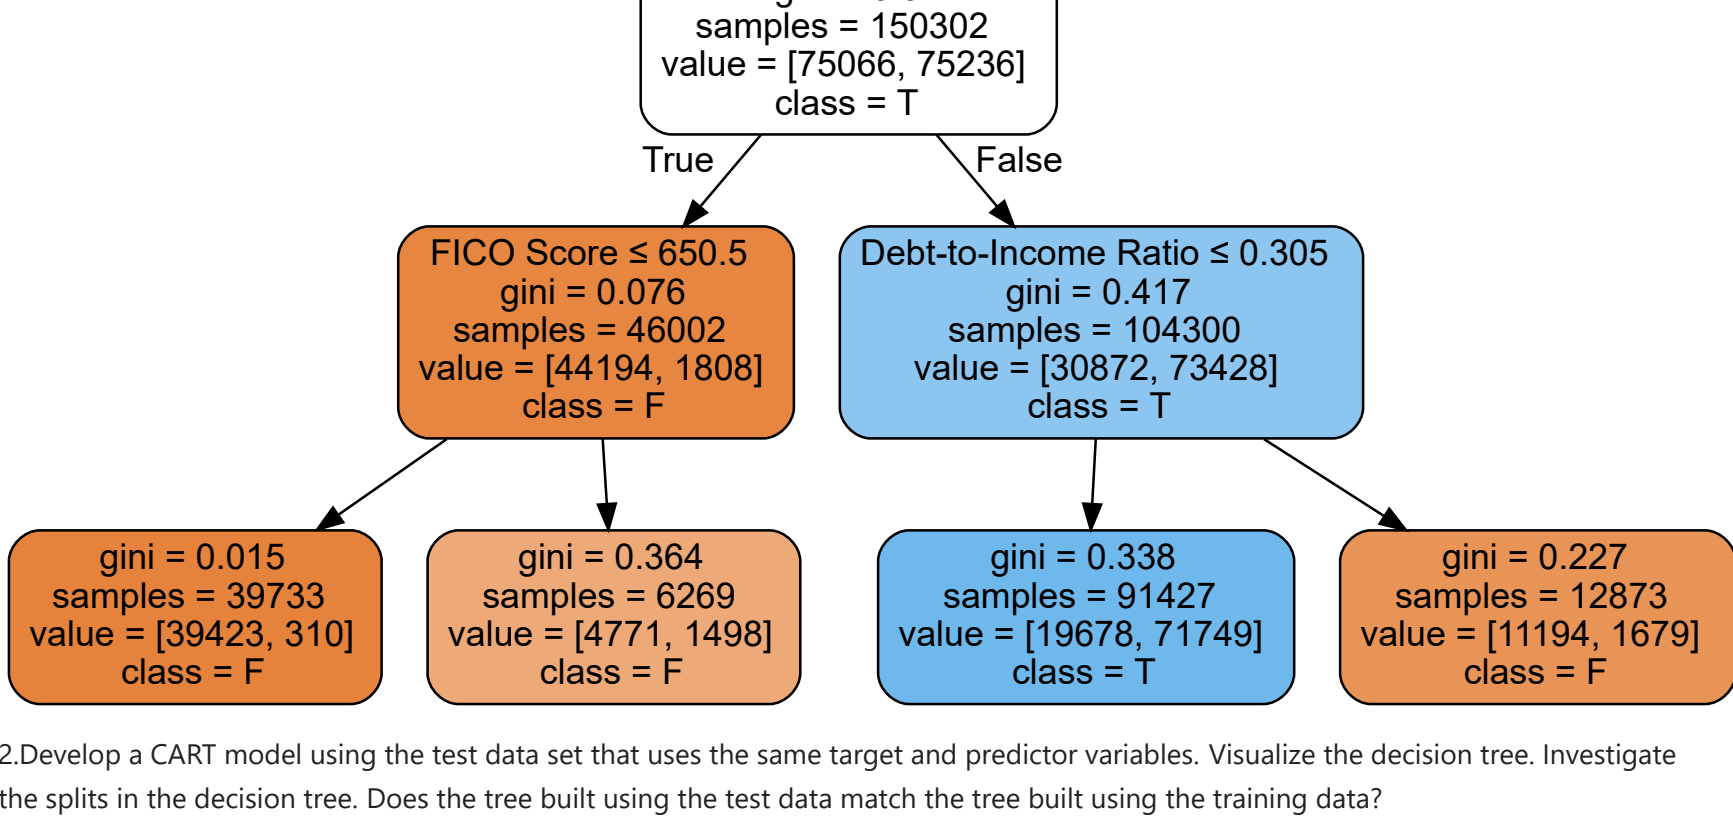 samples = 150302
value = [75066, 75236]
class = T
True
False
FICO Score ≤ 650.5
gini = 0.076
samples = 46002
value = [44194, 1808]
class = F
Debt-to-Income Ratio ≤ 0.305
gini = 0.417
samples = 104300
value = [30872, 73428]
class = T
gini = 0.015
samples = 39733
value = [39423, 310]
class = F
gini = 0.364
samples = 6269
value = [4771, 1498]
class = F
gini = 0.338
samples = 91427
value = [19678, 71749]
class = T
gini = 0.227
samples = 12873
value = [11194, 1679]
class = F
2.Develop a CART model using the test data set that uses the same target and predictor variables. Visualize the decision tree. Investigate
the splits in the decision tree. Does the tree built using the test data match the tree built using the training data?